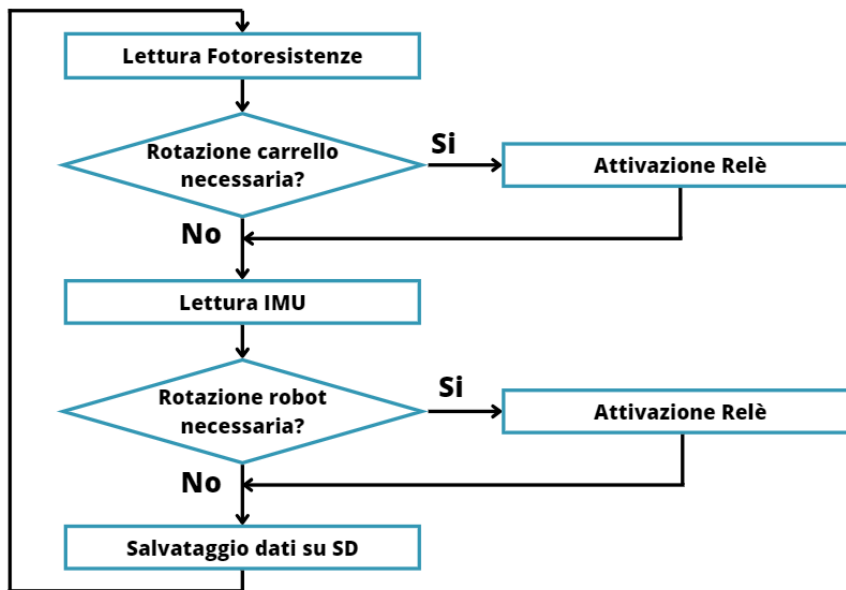 Lettura Fotoresistenze
Rotazione carrello
necessaria?
Si
Attivazione Relè
No
Lettura IMU
Rotazione robot
necessaria?
Si
Attivazione Relè
No
Salvataggio dati su SD